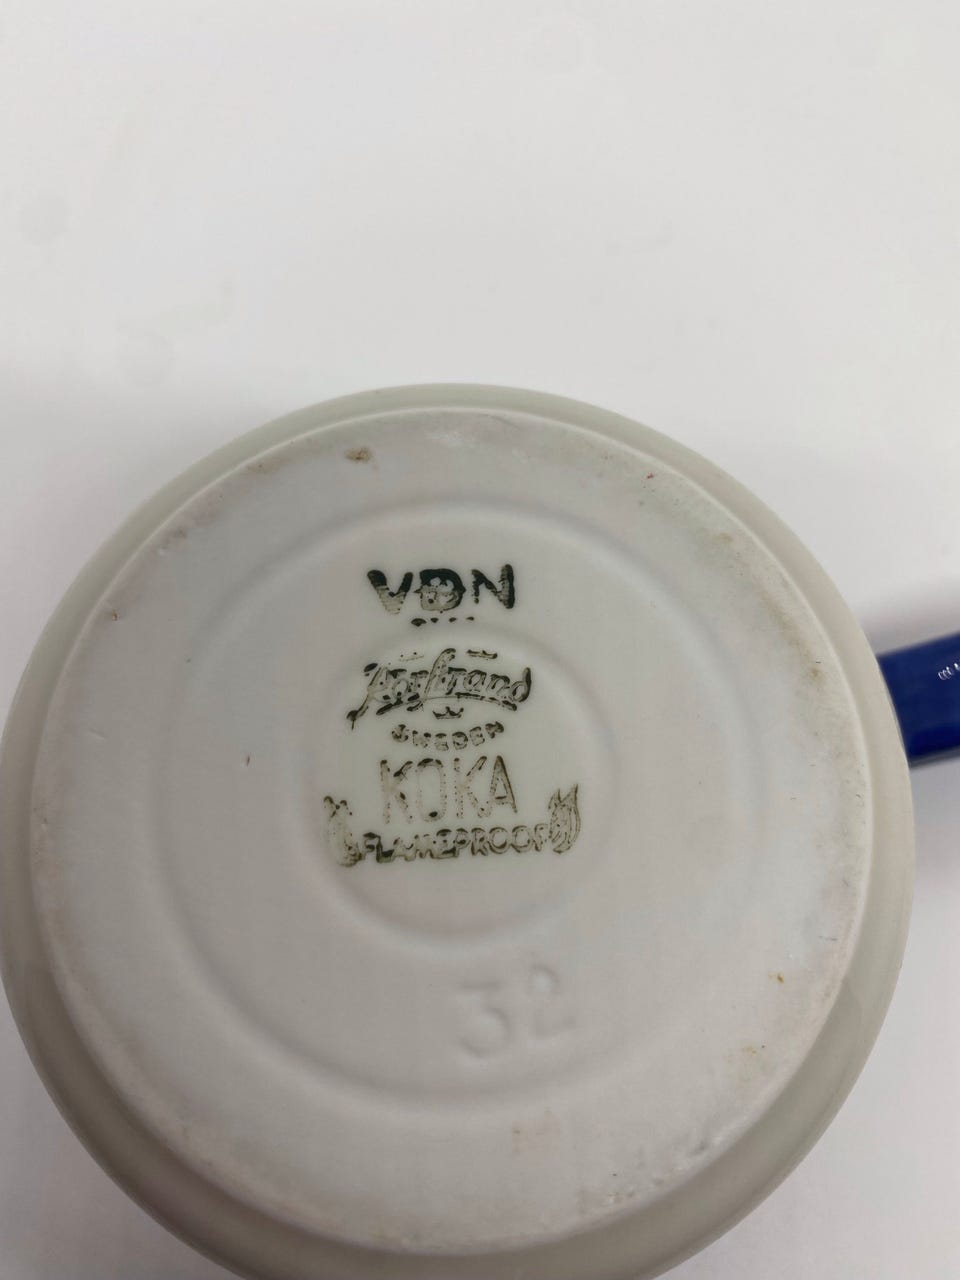 VDN
Rörstrand
SWEDEN
KOKA
FLAMEPROOF
32